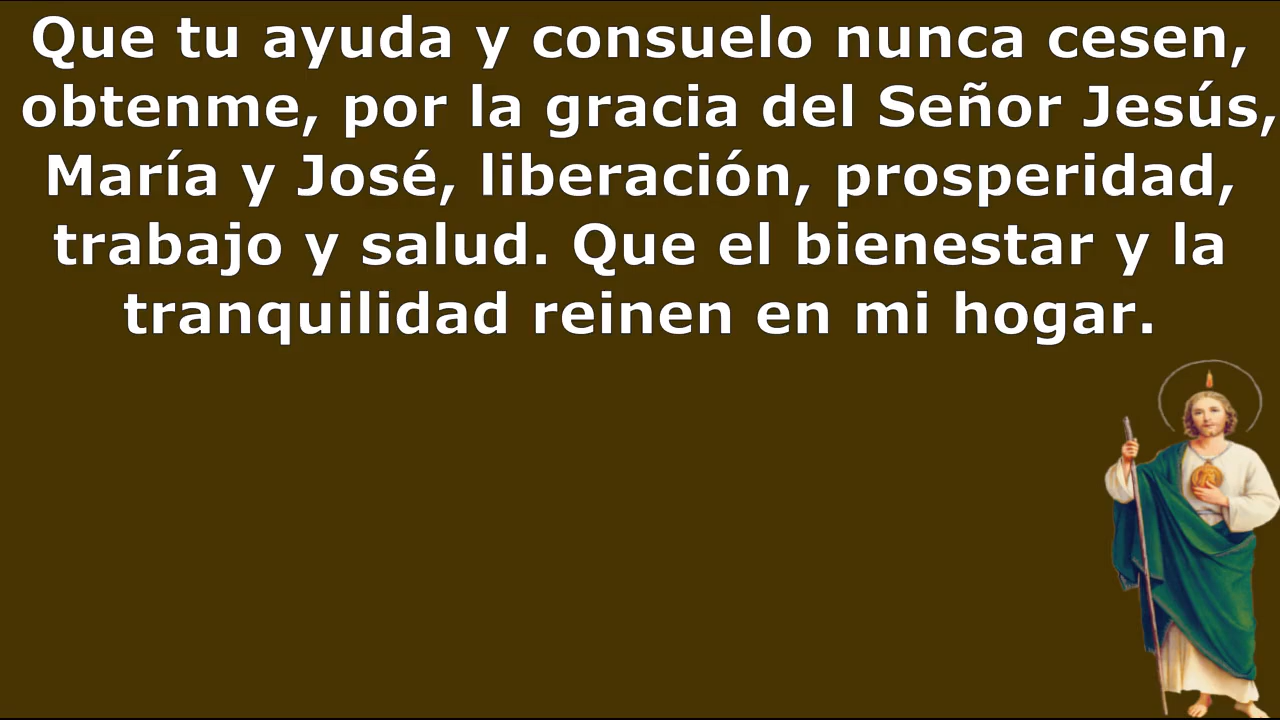 Que tu ayuda y consuelo nunca cesen,
obtenme, por la gracia del Señor Jesús,
María y José, liberación, prosperidad,
trabajo y salud. Que el bienestar y la
tranquilidad reinen en mi hogar.